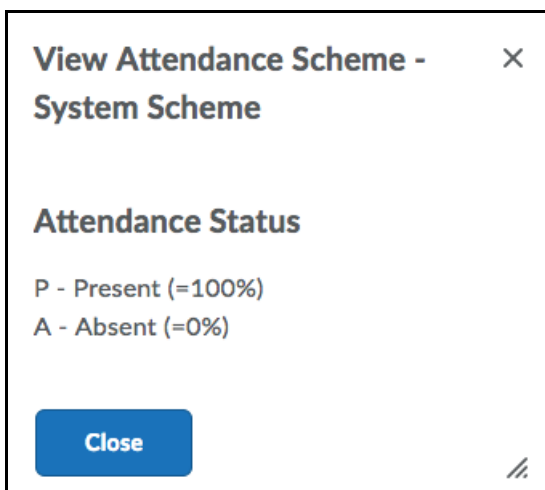 View Attendance Scheme -
System Scheme
Attendance Status
P - Present (=100%)
A - Absent (=0%)
Close